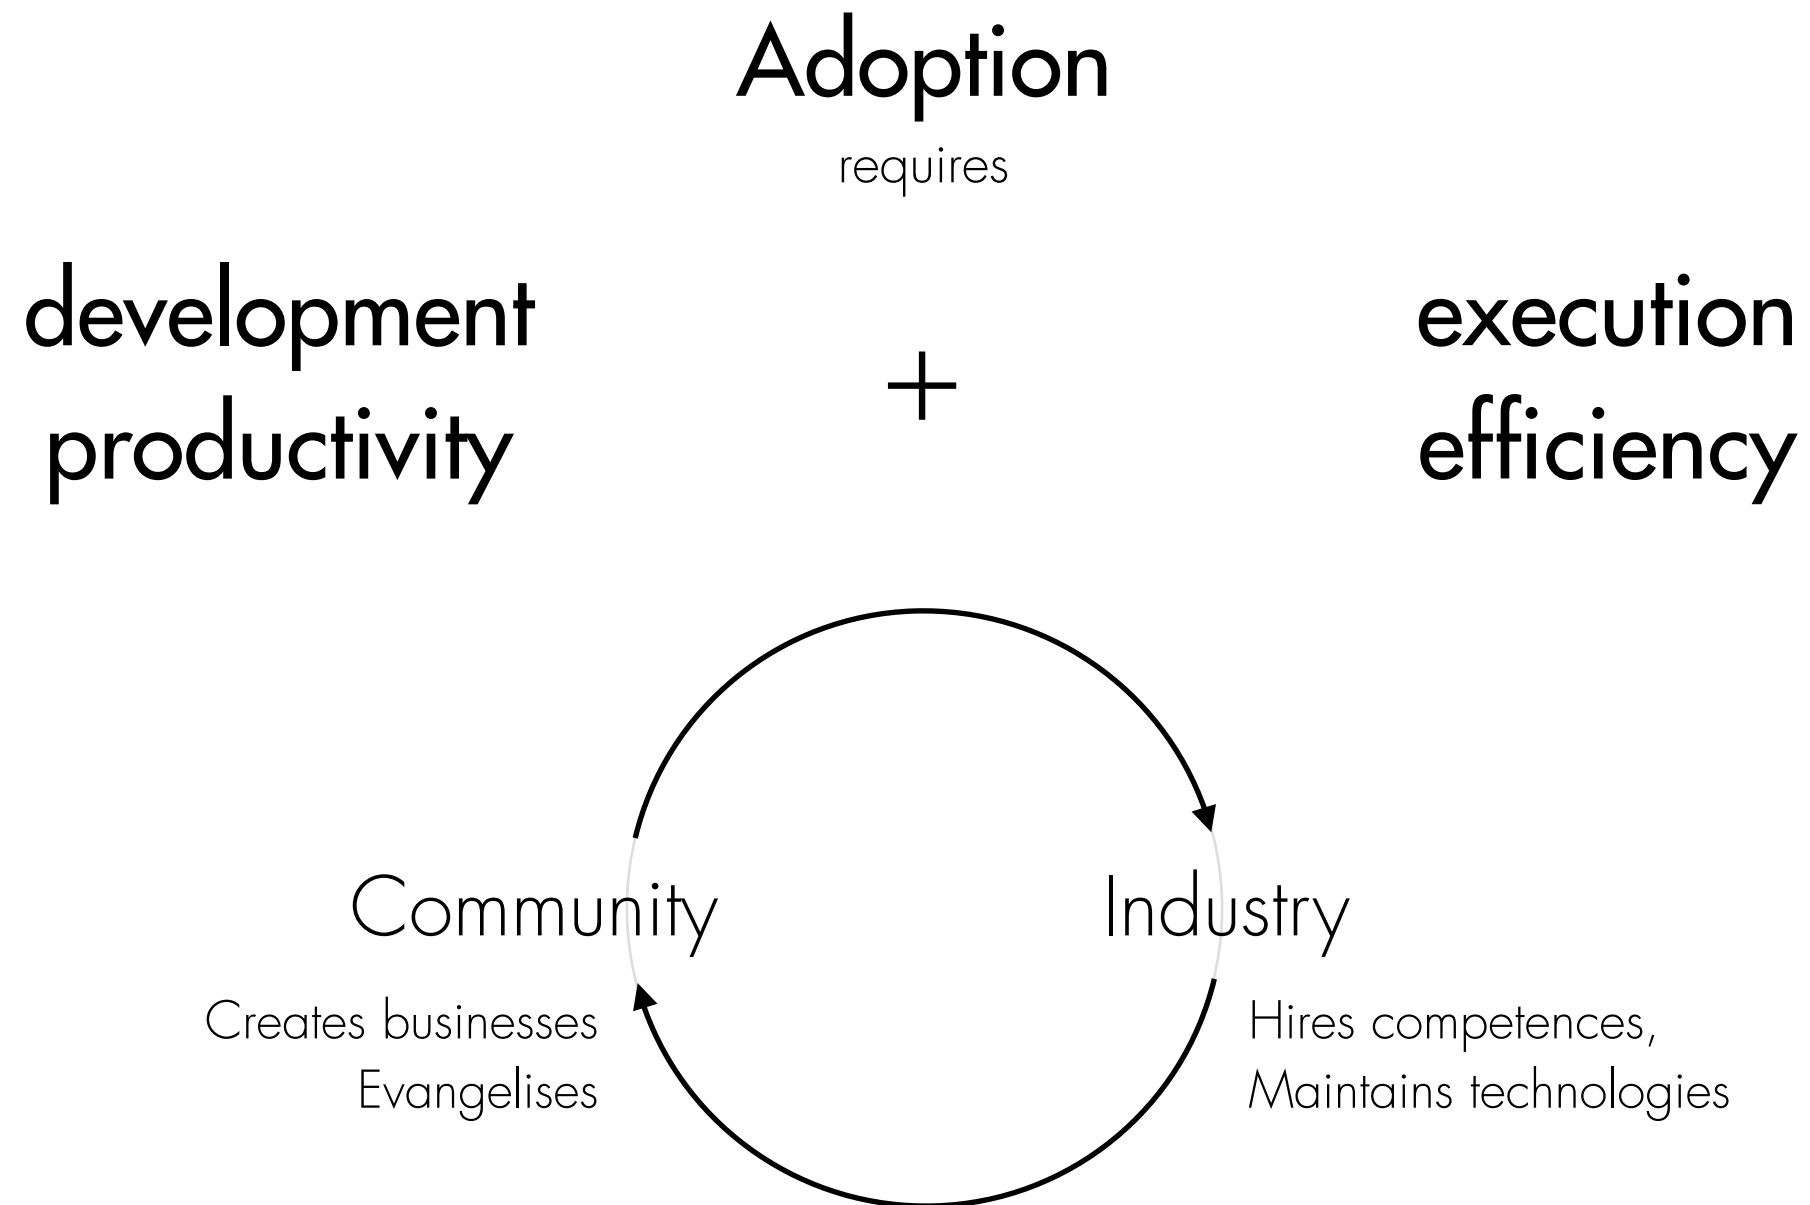 Adoption
requires
development
productivity
+
execution
efficiency
Community
Creates businesses
Evangelises
Industry
Hires competences,
Maintains technologies